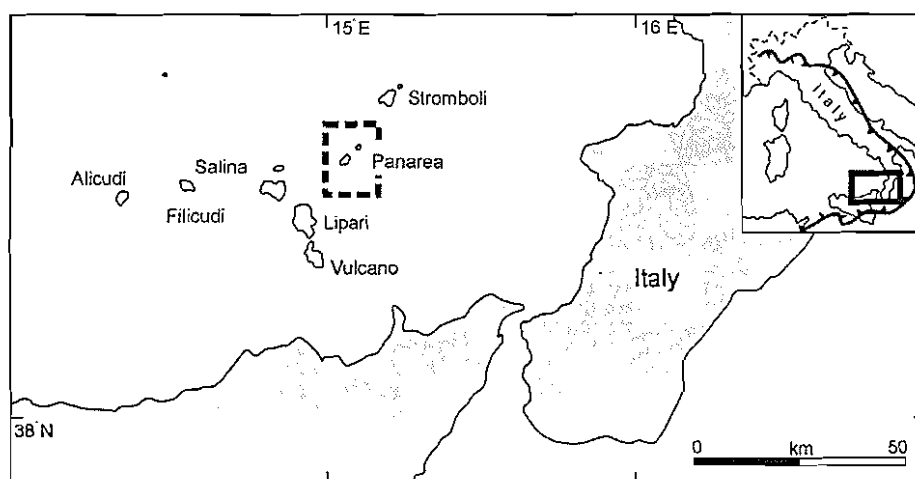 15°E
16°E
Italy
Stromboli
Panarea
Salina
Alicudi
Filicudi
Lipari
Vulcano
Italy
38°N
0
km
50